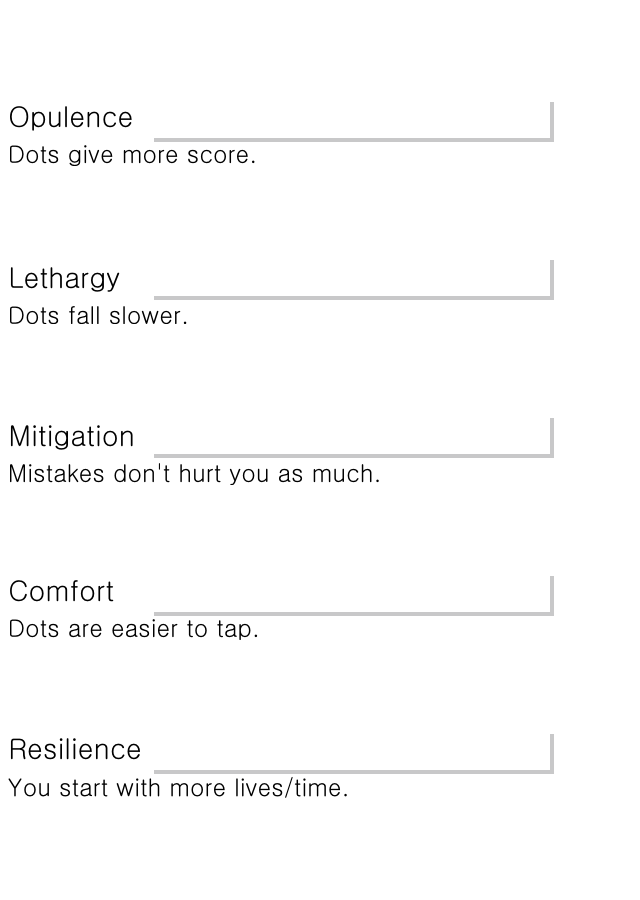 Opulence
Dots give more score.
Lethargy
Dots fall slower.
Mitigation
Mistakes don't hurt you as much.
Comfort
Dots are easier to tap.
Resilience
You start with more lives/time.